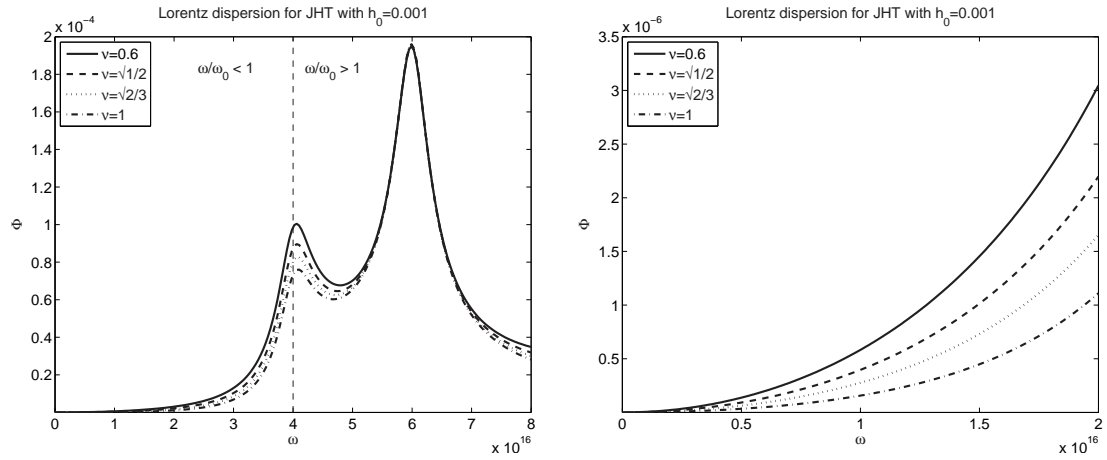 Lorentz dispersion for JHT with h₀=0.001
x 10⁻⁴
2
1.8
1.6
1.4
1.2
1
0.8
0.6
0.4
0.2
Φ
ν=0.6
ν=√1/2
ν=√2/3
ν=1
ω/ω₀ < 1
ω/ω₀ > 1
0 1 2 3 4 5 6 7 8
ω
x 10¹⁶
Lorentz dispersion for JHT with h₀=0.001
x 10⁻⁶
3.5
3
2.5
2
1.5
1
0.5
Φ
ν=0.6
ν=√1/2
ν=√2/3
ν=1
0 0.5 1 1.5 2
ω
x 10¹⁶